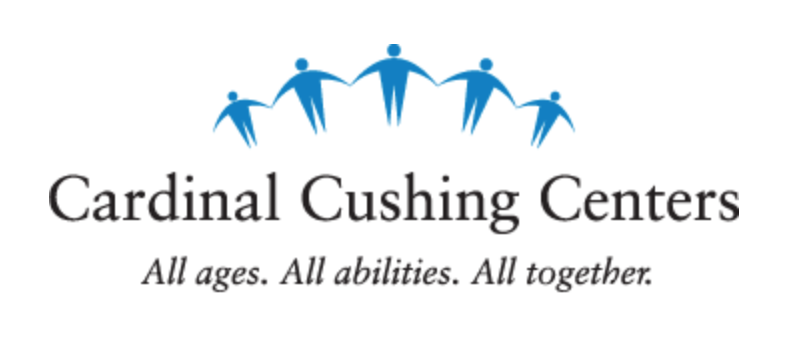 Cardinal Cushing Centers
All ages. All abilities. All together.